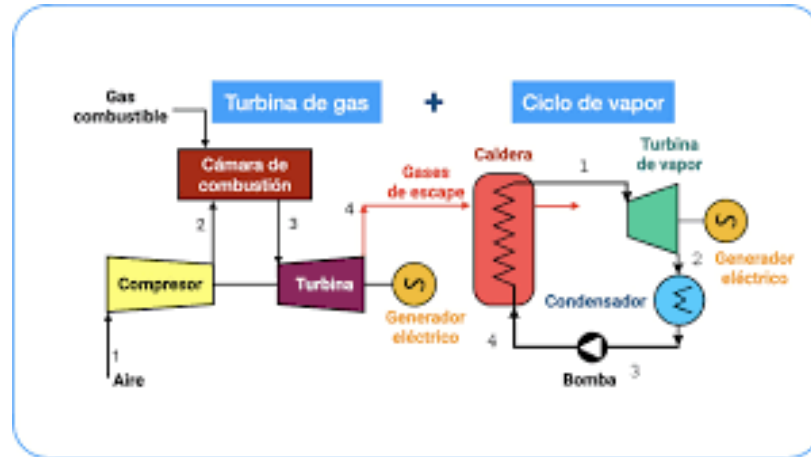 Turbina de gas
+
Ciclo de vapor
Gas
combustible
Cámara de
combustión
2
3
4
Gases
de escape
Caldera
1
Turbina
de vapor
Compresor
Turbina
Generador
eléctrico
1
Aire
2
Generador
eléctrico
Condensador
4
Bomba
3